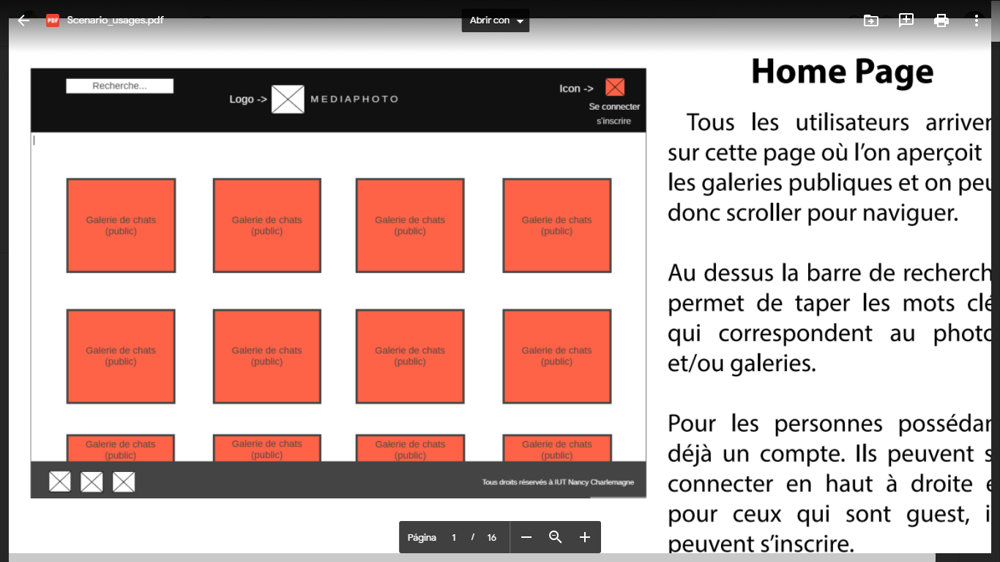 Scenario_usages.pdf
Abrir con
Recherche...
Logo ->
MEDIAPHOTO
Icon ->
Se connecter
s'inscrire
Galerie de chats
(public)
Galerie de chats
(public)
Galerie de chats
(public)
Galerie de chats
(public)
Galerie de chats
(public)
Galerie de chats
(public)
Galerie de chats
(public)
Galerie de chats
(public)
Galerie de chats
(public)
Galerie de chats
(public)
Galerie de chats
(public)
Galerie de chats
(public)
Tous droits réservés à IUT Nancy Charlemagne
Home Page
Tous les utilisateurs arriven
sur cette page où l’on aperçoit
les galeries publiques et on peu
donc scroller pour naviguer.
Au dessus la barre de recherch
permet de taper les mots clé
qui correspondent au photo
et/ou galeries.
Pour les personnes possédan
déjà un compte. Ils peuvent s
connecter en haut à droite e
pour ceux qui sont guest, i
peuvent s’inscrire.
Página 1 / 16